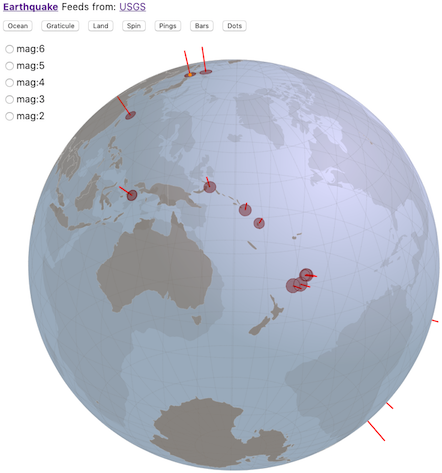 Earthquake Feeds from: USGS
Ocean Graticule Land Spin Pings Bars Dots
mag:6
mag:5
mag:4
mag:3
mag:2